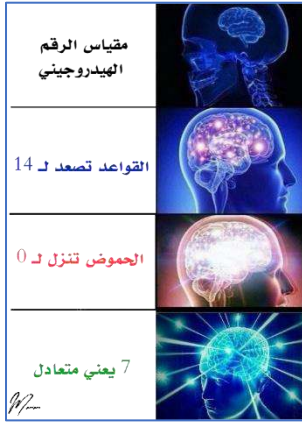 مقياس الرقم
الهيدروجيني
القواعد تصعد لـ 14
الحموض تنزل لـ 0
7 يعني متعادل